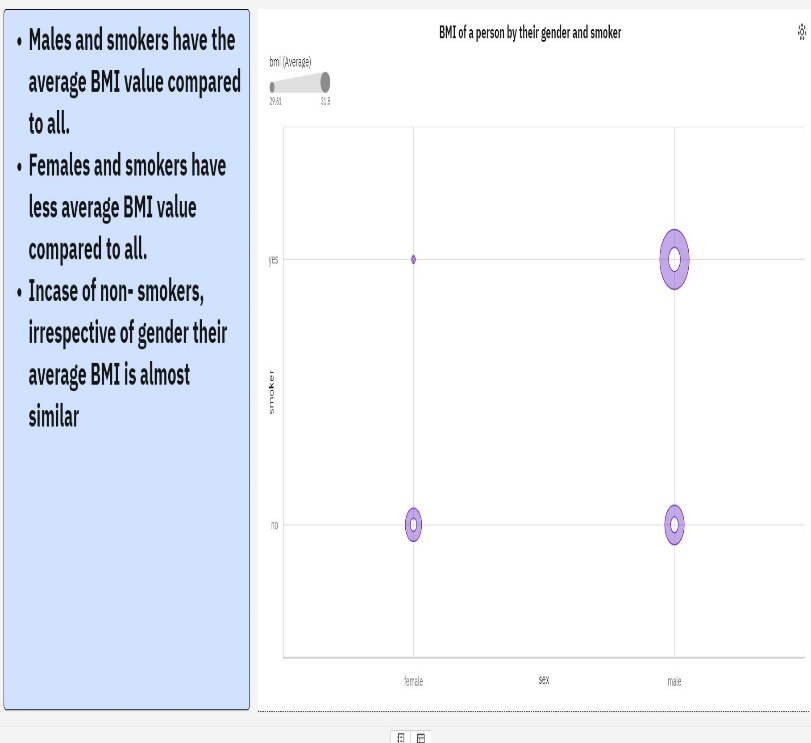 • Males and smokers have the
average BMI value compared
to all.
• Females and smokers have
less average BMI value
compared to all.
• Incase of non- smokers,
irrespective of gender their
average BMI is almost
similar
BMI of a person by their gender and smoker
bmi (Average)
29.61 31.5
yes
smoker
no
female sex male